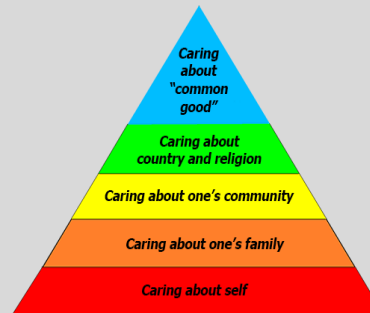 Caring
about
“common
good”
Caring about
country and religion
Caring about one’s community
Caring about one’s family
Caring about self